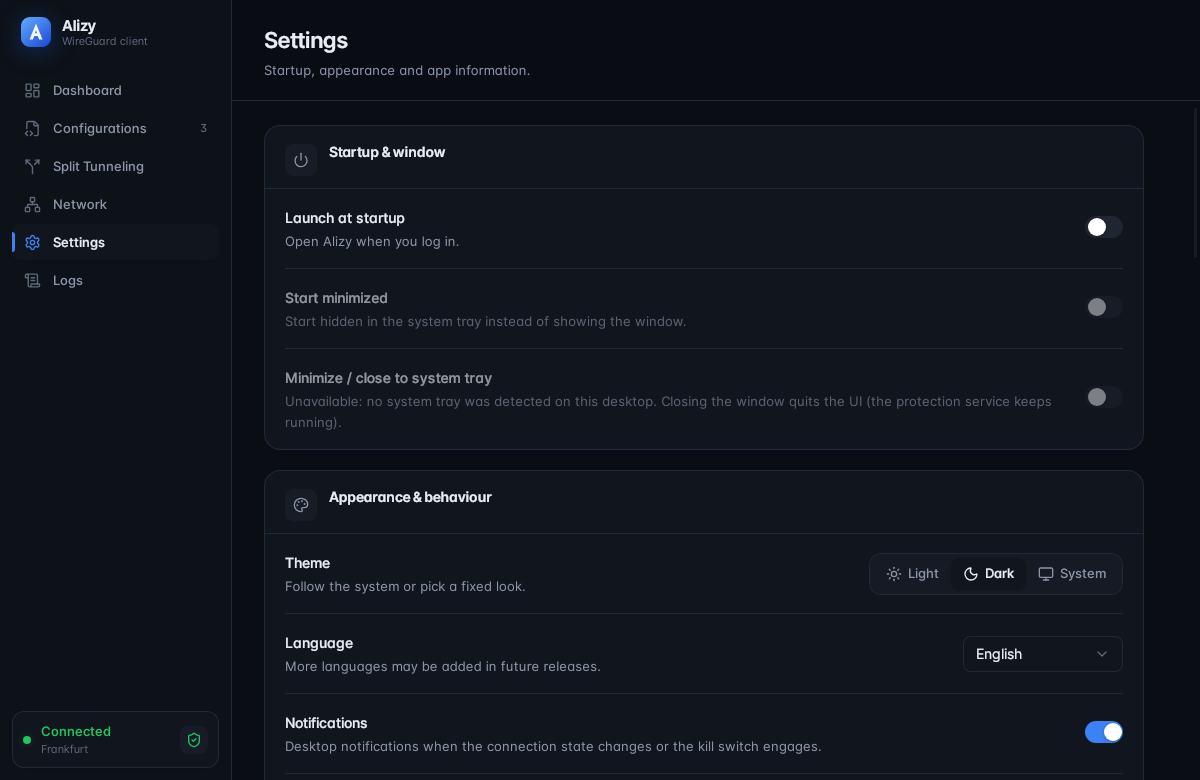 Alizy
WireGuard client
Dashboard
Configurations 3
Split Tunneling
Network
Settings
Logs
Connected
Frankfurt
Settings
Startup, appearance and app information.
Startup & window
Launch at startup
Open Alizy when you log in.
Start minimized
Start hidden in the system tray instead of showing the window.
Minimize / close to system tray
Unavailable: no system tray was detected on this desktop. Closing the window quits the UI (the protection service keeps
running).
Appearance & behaviour
Theme
Follow the system or pick a fixed look.
Light Dark System
Language
More languages may be added in future releases.
English
Notifications
Desktop notifications when the connection state changes or the kill switch engages.